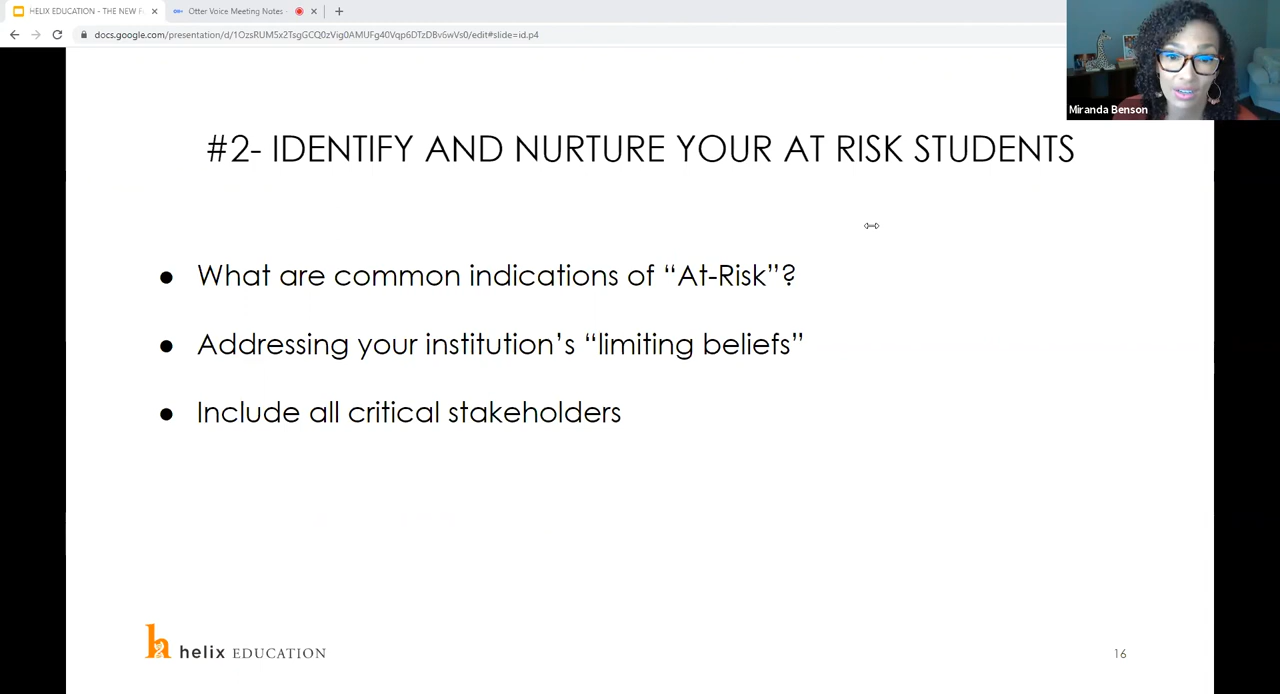 HELIX EDUCATION - THE NEW F
Otter Voice Meeting Notes -
docs.google.com/presentation/d/1OzsRUM5x2TsgGCQ0zVig0AMUFg40Vqp6DTzDBv6wVs0/edit#slide=id.p4
Miranda Benson
#2- IDENTIFY AND NURTURE YOUR AT RISK STUDENTS
● What are common indications of “At-Risk”?
● Addressing your institution’s “limiting beliefs”
● Include all critical stakeholders
helix EDUCATION
16